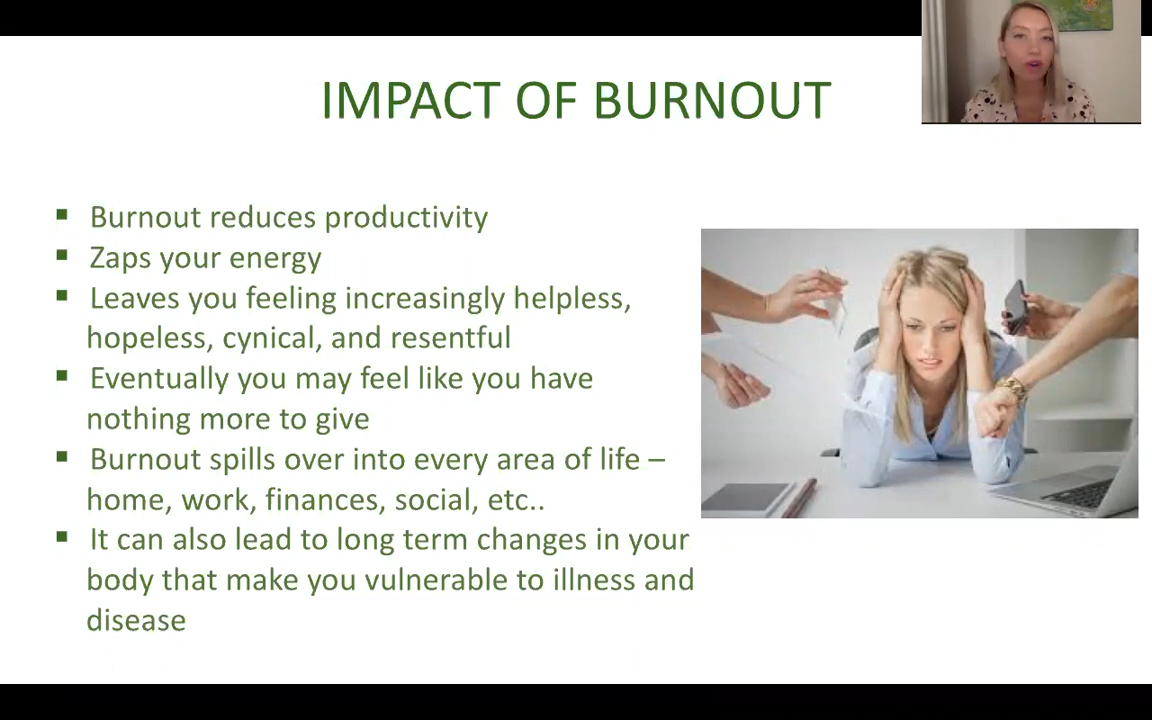 IMPACT OF BURNOUT
▪ Burnout reduces productivity
▪ Zaps your energy
▪ Leaves you feeling increasingly helpless,
hopeless, cynical, and resentful
▪ Eventually you may feel like you have
nothing more to give
▪ Burnout spills over into every area of life –
home, work, finances, social, etc..
▪ It can also lead to long term changes in your
body that make you vulnerable to illness and
disease